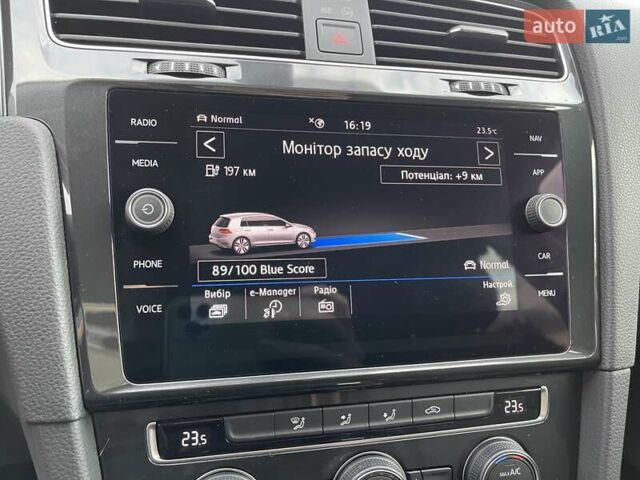 auto RIA
RADIO
MEDIA
PHONE
VOICE
Normal
16:19
23.5°C
Монітор запасу ходу
197 км
Потенціал: +9 км
89/100 Blue Score
Normal
Вибір
e-Manager
Радіо
Настрой.
NAV
APP
CAR
MENU
23.5
23.5
MAX A/C